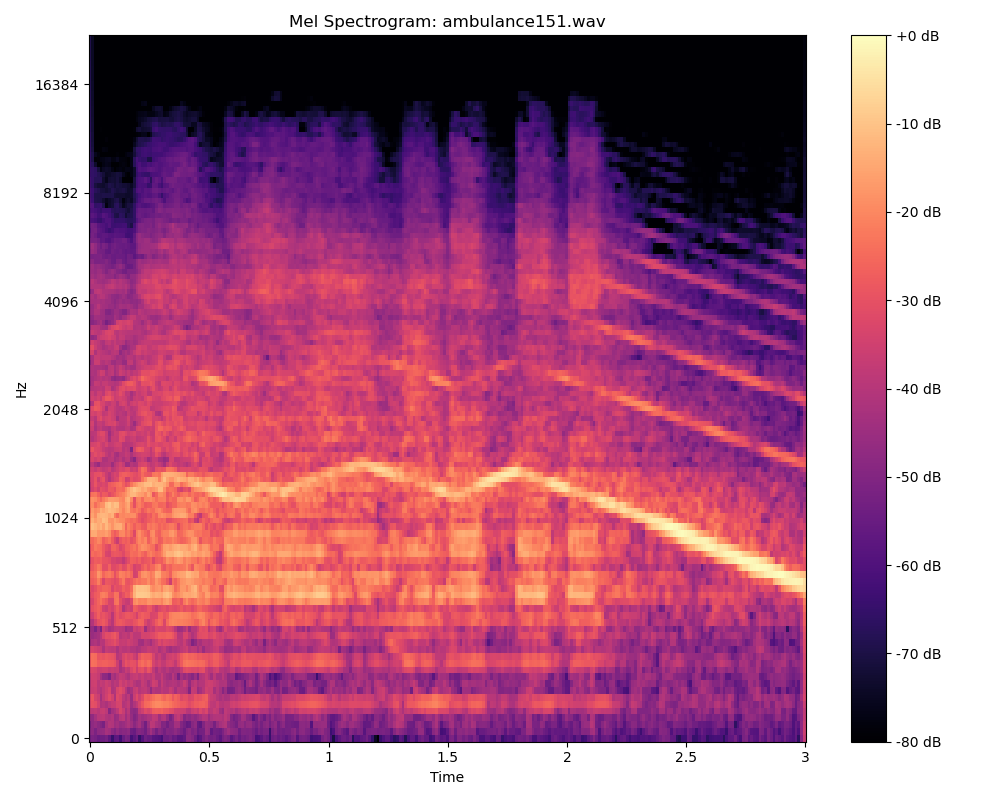 Mel Spectrogram: ambulance151.wav
Hz
16384
8192
4096
2048
1024
512
0
0
0.5
1
1.5
2
2.5
3
Time
+0 dB
-10 dB
-20 dB
-30 dB
-40 dB
-50 dB
-60 dB
-70 dB
-80 dB